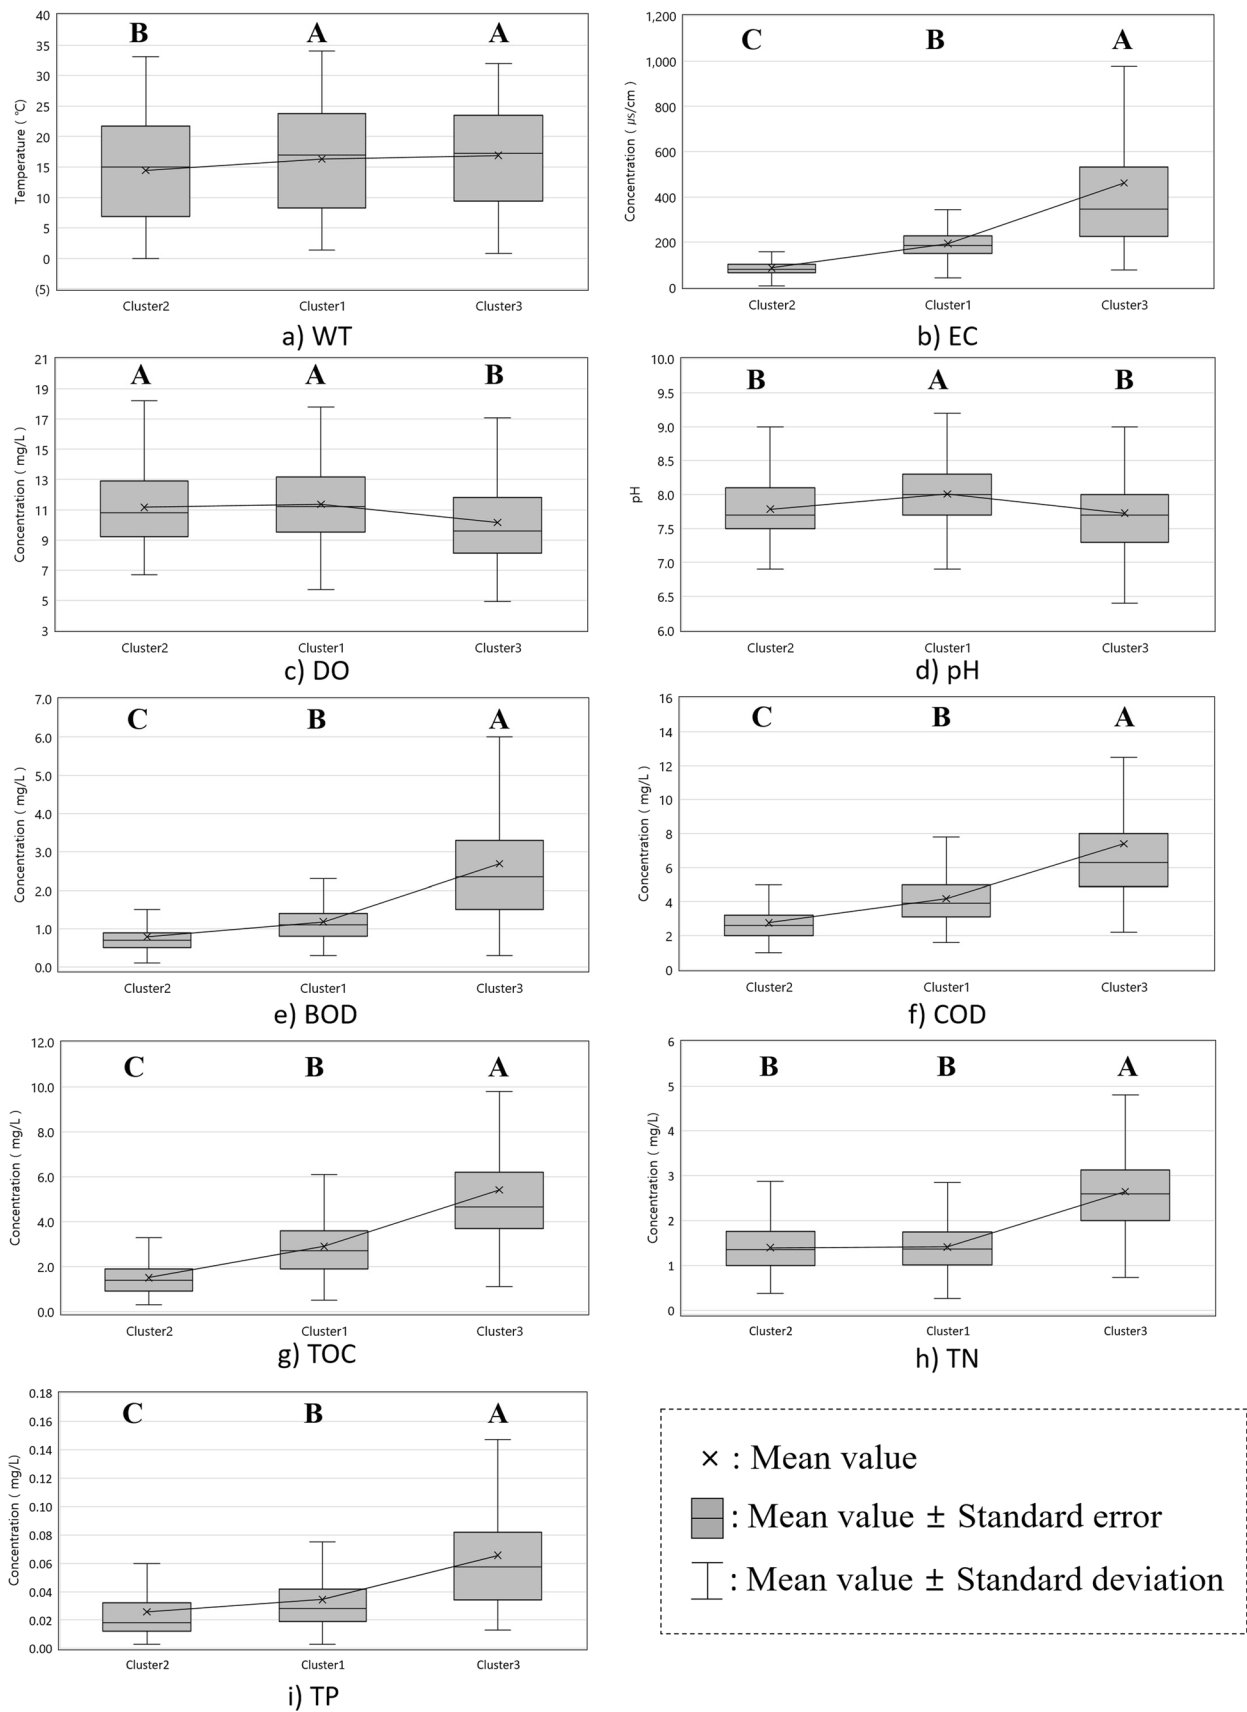 40
35
30
25
20
15
10
5
0
(5)
Temperature ( ℃)
B A A
Cluster2 Cluster1 Cluster3
a) WT
1,200
1,000
800
600
400
200
0
Concentration ( μs/cm)
C B A
Cluster2 Cluster1 Cluster3
b) EC
21
19
17
15
13
11
9
7
5
3
Concentration ( mg/L)
A A B
Cluster2 Cluster1 Cluster3
c) DO
10.0
9.5
9.0
8.5
8.0
7.5
7.0
6.5
6.0
pH
B A B
Cluster2 Cluster1 Cluster3
d) pH
7.0
6.0
5.0
4.0
3.0
2.0
1.0
0.0
Concentration ( mg/L)
C B A
Cluster2 Cluster1 Cluster3
e) BOD
16
14
12
10
8
6
4
2
0
Concentration ( mg/L)
C B A
Cluster2 Cluster1 Cluster3
f) COD
12.0
10.0
8.0
6.0
4.0
2.0
0.0
Concentration ( mg/L )
C B A
Cluster2 Cluster1 Cluster3
g) TOC
6
5
4
3
2
1
0
Concentration ( mg/L)
B B A
Cluster2 Cluster1 Cluster3
h) TN
0.18
0.16
0.14
0.12
0.10
0.08
0.06
0.04
0.02
0.00
Concentration ( mg/L)
C B A
Cluster2 Cluster1 Cluster3
i) TP
× : Mean value
: Mean value ± Standard error
: Mean value ± Standard deviation